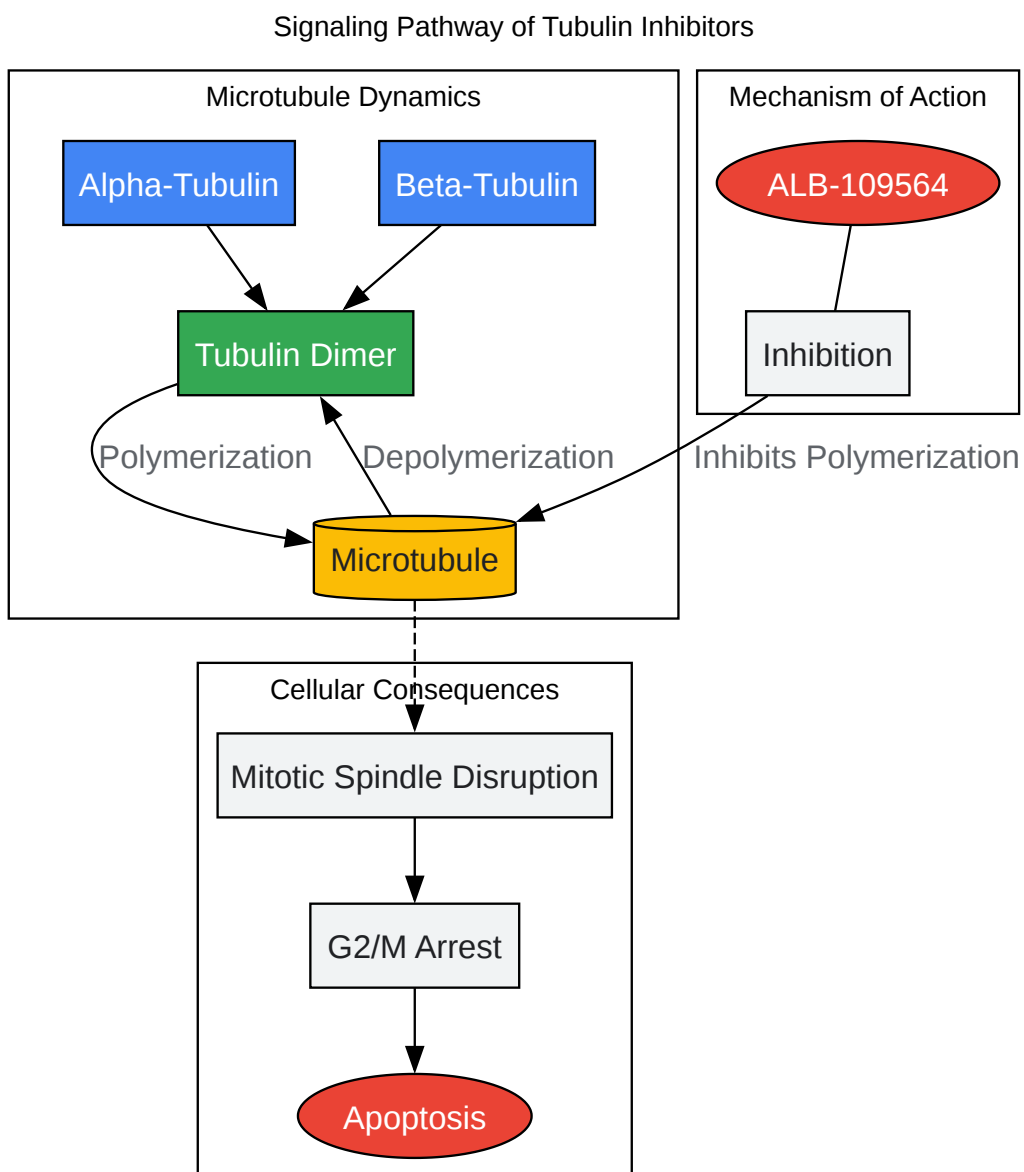 Signaling Pathway of Tubulin Inhibitors
Microtubule Dynamics
Mechanism of Action
Alpha-Tubulin
Beta-Tubulin
ALB-109564
Tubulin Dimer
Inhibition
Polymerization
Depolymerization
Inhibits Polymerization
Microtubule
Cellular Consequences
Mitotic Spindle Disruption
G2/M Arrest
Apoptosis